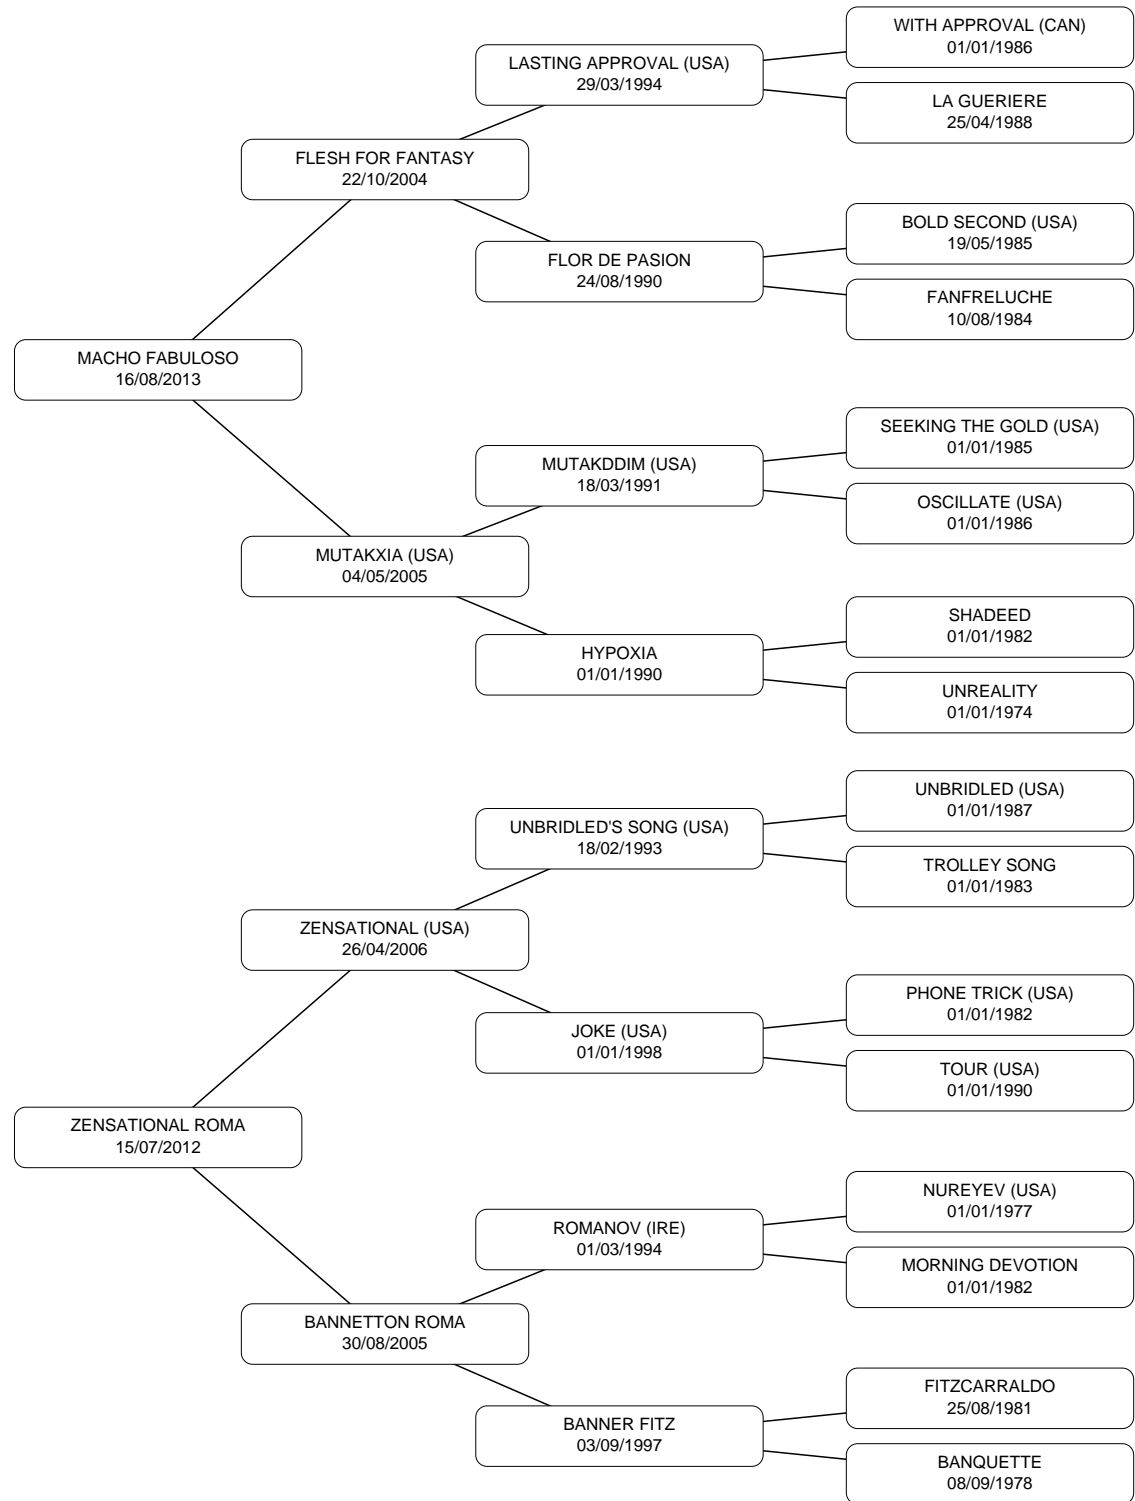 WITH APPROVAL (CAN)
01/01/1986
LASTING APPROVAL (USA)
29/03/1994
LA GUERIERE
25/04/1988
FLESH FOR FANTASY
22/10/2004
BOLD SECOND (USA)
19/05/1985
FLOR DE PASION
24/08/1990
FANFRELUCHE
10/08/1984
MACHO FABULOSO
16/08/2013
SEEKING THE GOLD (USA)
01/01/1985
MUTAKDDIM (USA)
18/03/1991
OSCILLATE (USA)
01/01/1986
MUTAKXIA (USA)
04/05/2005
SHADEED
01/01/1982
HYPOXIA
01/01/1990
UNREALITY
01/01/1974
UNBRIDLED (USA)
01/01/1987
UNBRIDLED'S SONG (USA)
18/02/1993
TROLLEY SONG
01/01/1983
ZENSATIONAL (USA)
26/04/2006
PHONE TRICK (USA)
01/01/1982
JOKE (USA)
01/01/1998
TOUR (USA)
01/01/1990
ZENSATIONAL ROMA
15/07/2012
NUREYEV (USA)
01/01/1977
ROMANOV (IRE)
01/03/1994
MORNING DEVOTION
01/01/1982
BANNETTON ROMA
30/08/2005
FITZCARRALDO
25/08/1981
BANNER FITZ
03/09/1997
BANQUETTE
08/09/1978